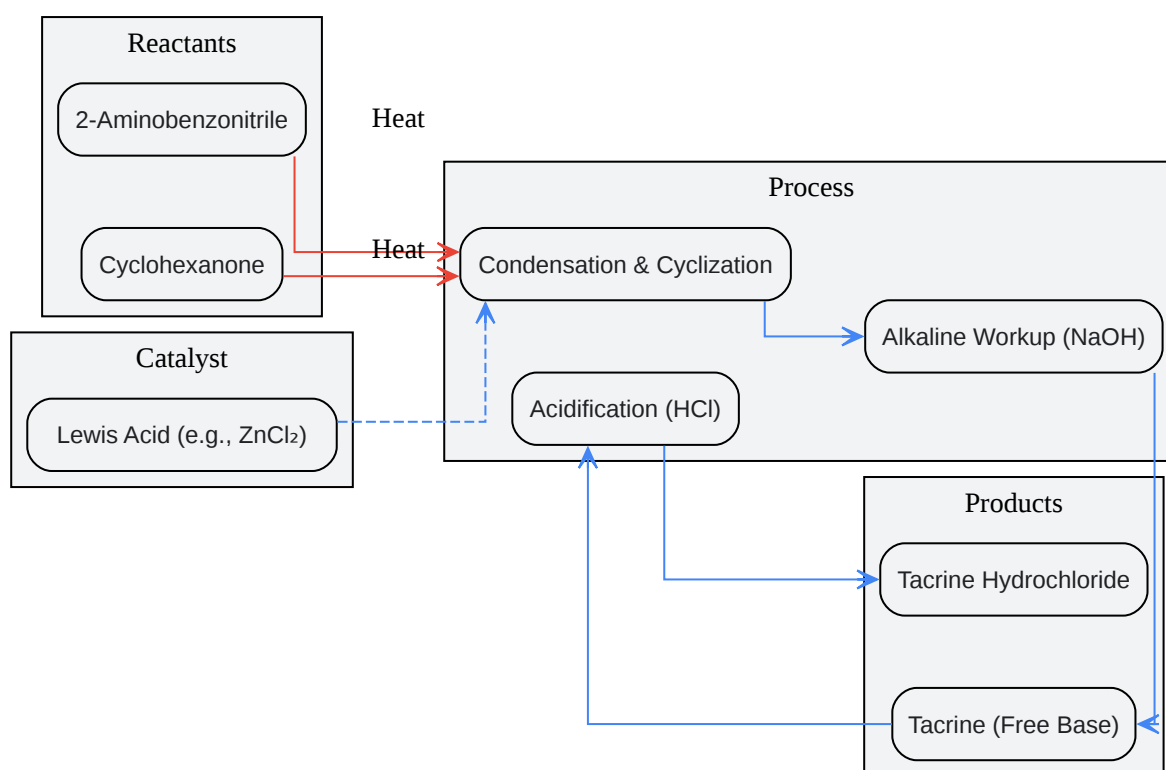 Reactants
2-Aminobenzonitrile
Cyclohexanone
Heat
Heat
Catalyst
Lewis Acid (e.g., ZnCl₂)
Process
Condensation & Cyclization
Alkaline Workup (NaOH)
Acidification (HCl)
Products
Tacrine Hydrochloride
Tacrine (Free Base)